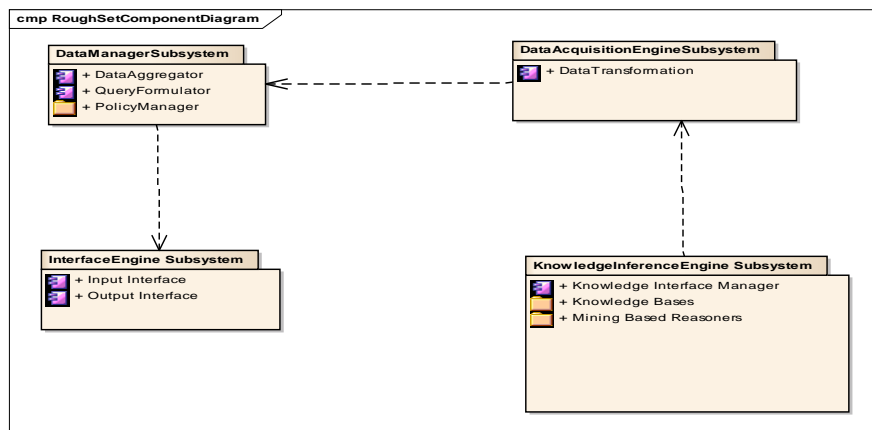 cmp RoughSetComponentDiagram
DataManagerSubsystem
+ DataAggregator
+ QueryFormulator
+ PolicyManager
DataAcquisitionEngineSubsystem
+ DataTransformation
InterfaceEngine Subsystem
+ Input Interface
+ Output Interface
KnowledgeInferenceEngine Subsystem
+ Knowledge Interface Manager
+ Knowledge Bases
+ Mining Based Reasoners